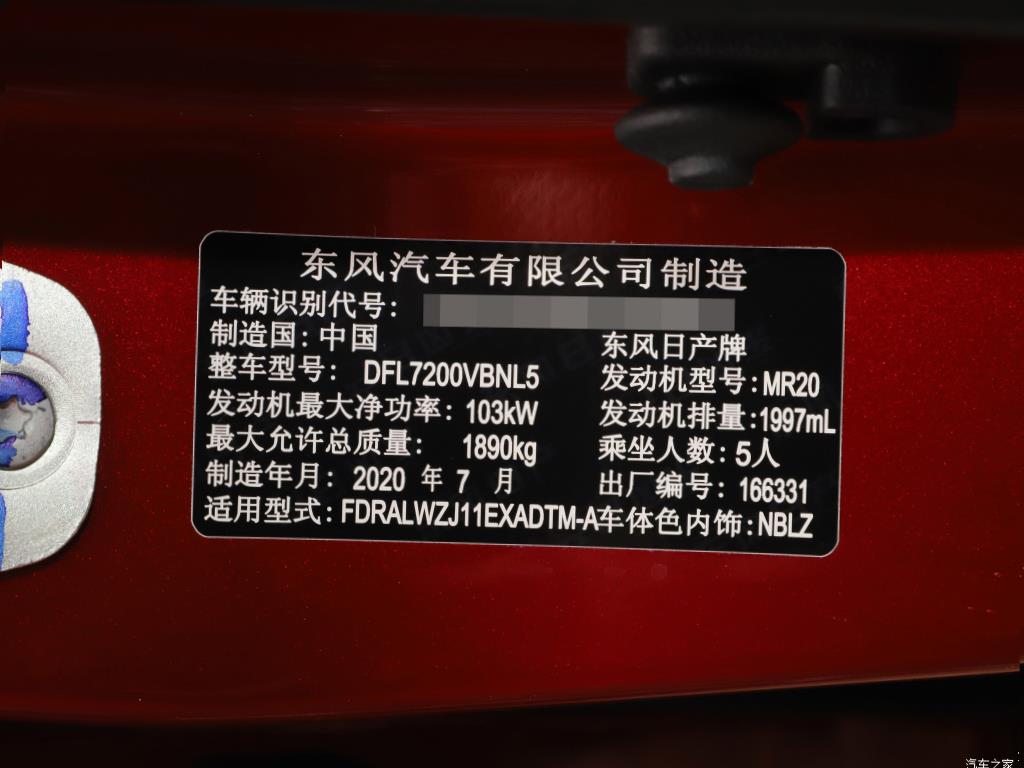 东风汽车有限公司制造
车辆识别代号:
制造国:中国 东风日产牌
整车型号: DFL7200VBNL5 发动机型号:MR20
发动机最大净功率: 103kW 发动机排量:1997mL
最大允许总质量: 1890kg 乘坐人数:5人
制造年月: 2020 年 7 月 出厂编号: 166331
适用型式:FDRALWZJ11EXADTM-A车体色内饰:NBLZ
汽车之家